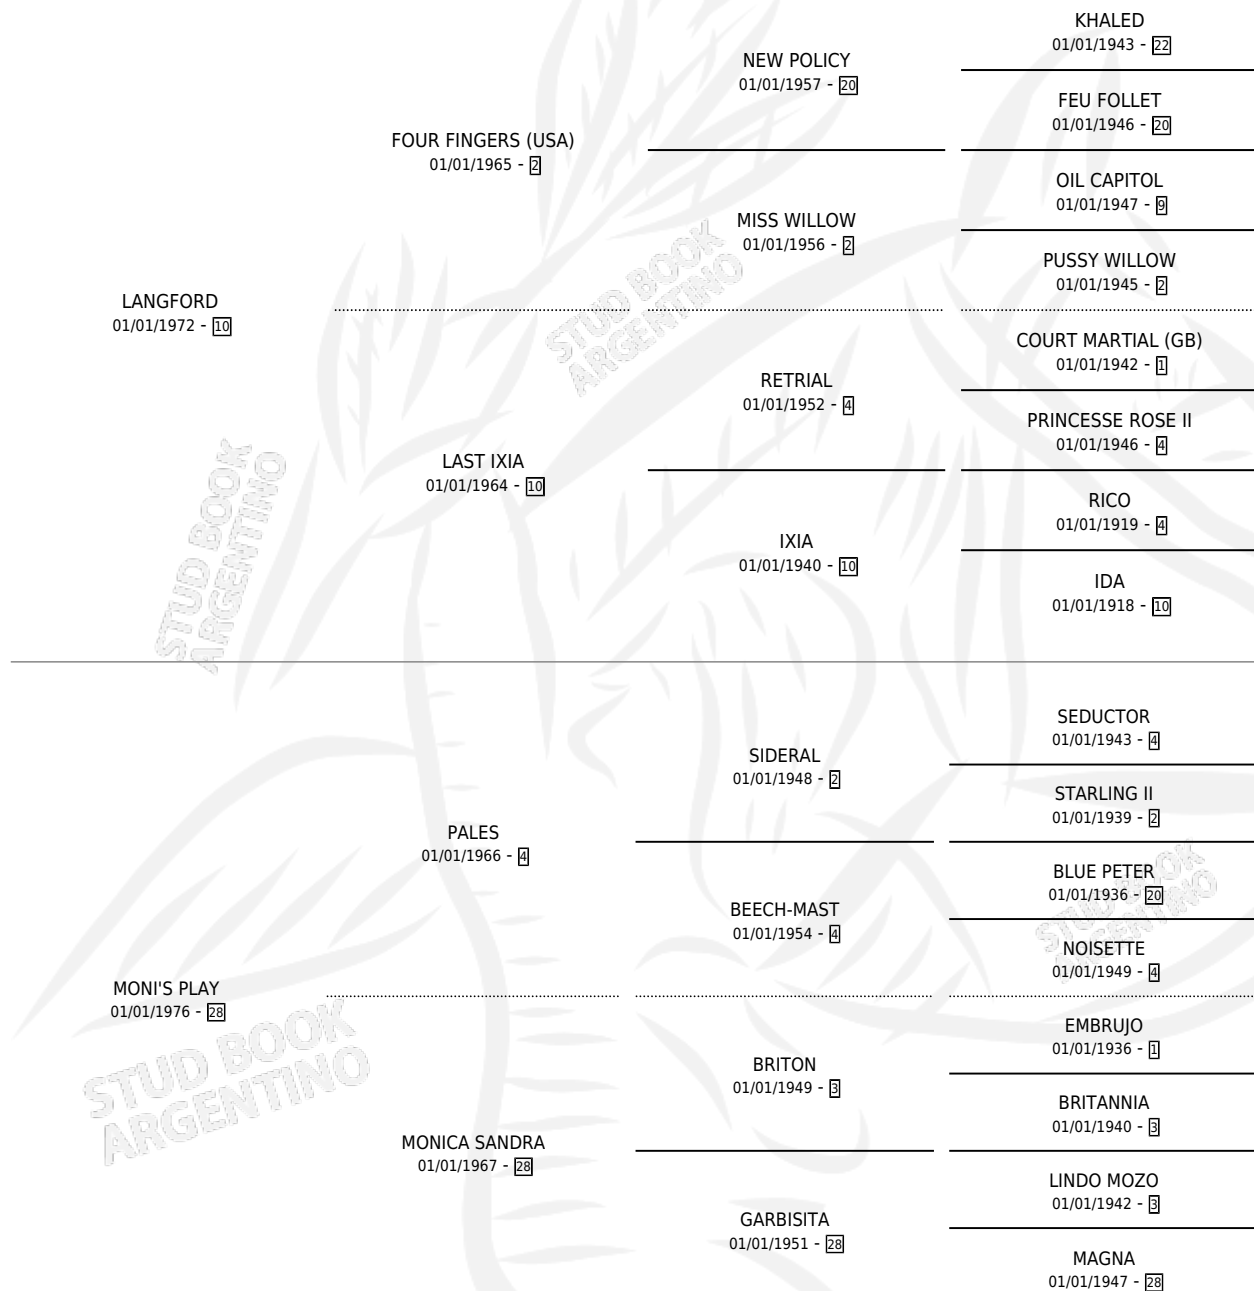 KHALED
01/01/1943 - 22
NEW POLICY
01/01/1957 - 20
FEU FOLLET
01/01/1946 - 20
FOUR FINGERS (USA)
01/01/1965 - 2
OIL CAPITOL
01/01/1947 - 9
MISS WILLOW
01/01/1956 - 2
PUSSY WILLOW
01/01/1945 - 2
LANGFORD
01/01/1972 - 10
COURT MARTIAL (GB)
01/01/1942 - 1
RETRIAL
01/01/1952 - 4
PRINCESSE ROSE II
01/01/1946 - 4
LAST IXIA
01/01/1964 - 10
RICO
01/01/1919 - 4
IXIA
01/01/1940 - 10
IDA
01/01/1918 - 10
SEDUCTOR
01/01/1943 - 4
SIDERAL
01/01/1948 - 2
STARLING II
01/01/1939 - 2
PALES
01/01/1966 - 4
BLUE PETER
01/01/1936 - 20
BEECH-MAST
01/01/1954 - 4
NOISETTE
01/01/1949 - 4
MONI'S PLAY
01/01/1976 - 28
EMBRUJO
01/01/1936 - 1
BRITON
01/01/1949 - 3
BRITANNIA
01/01/1940 - 3
MONICA SANDRA
01/01/1967 - 28
LINDO MOZO
01/01/1942 - 3
GARBISITA
01/01/1951 - 28
MAGNA
01/01/1947 - 28
STUD BOOK
ARGENTINO
STUD BOOK
ARGENTINO
STUD BOOK
ARGENTINO
STUD BOOK
ARGENTINO